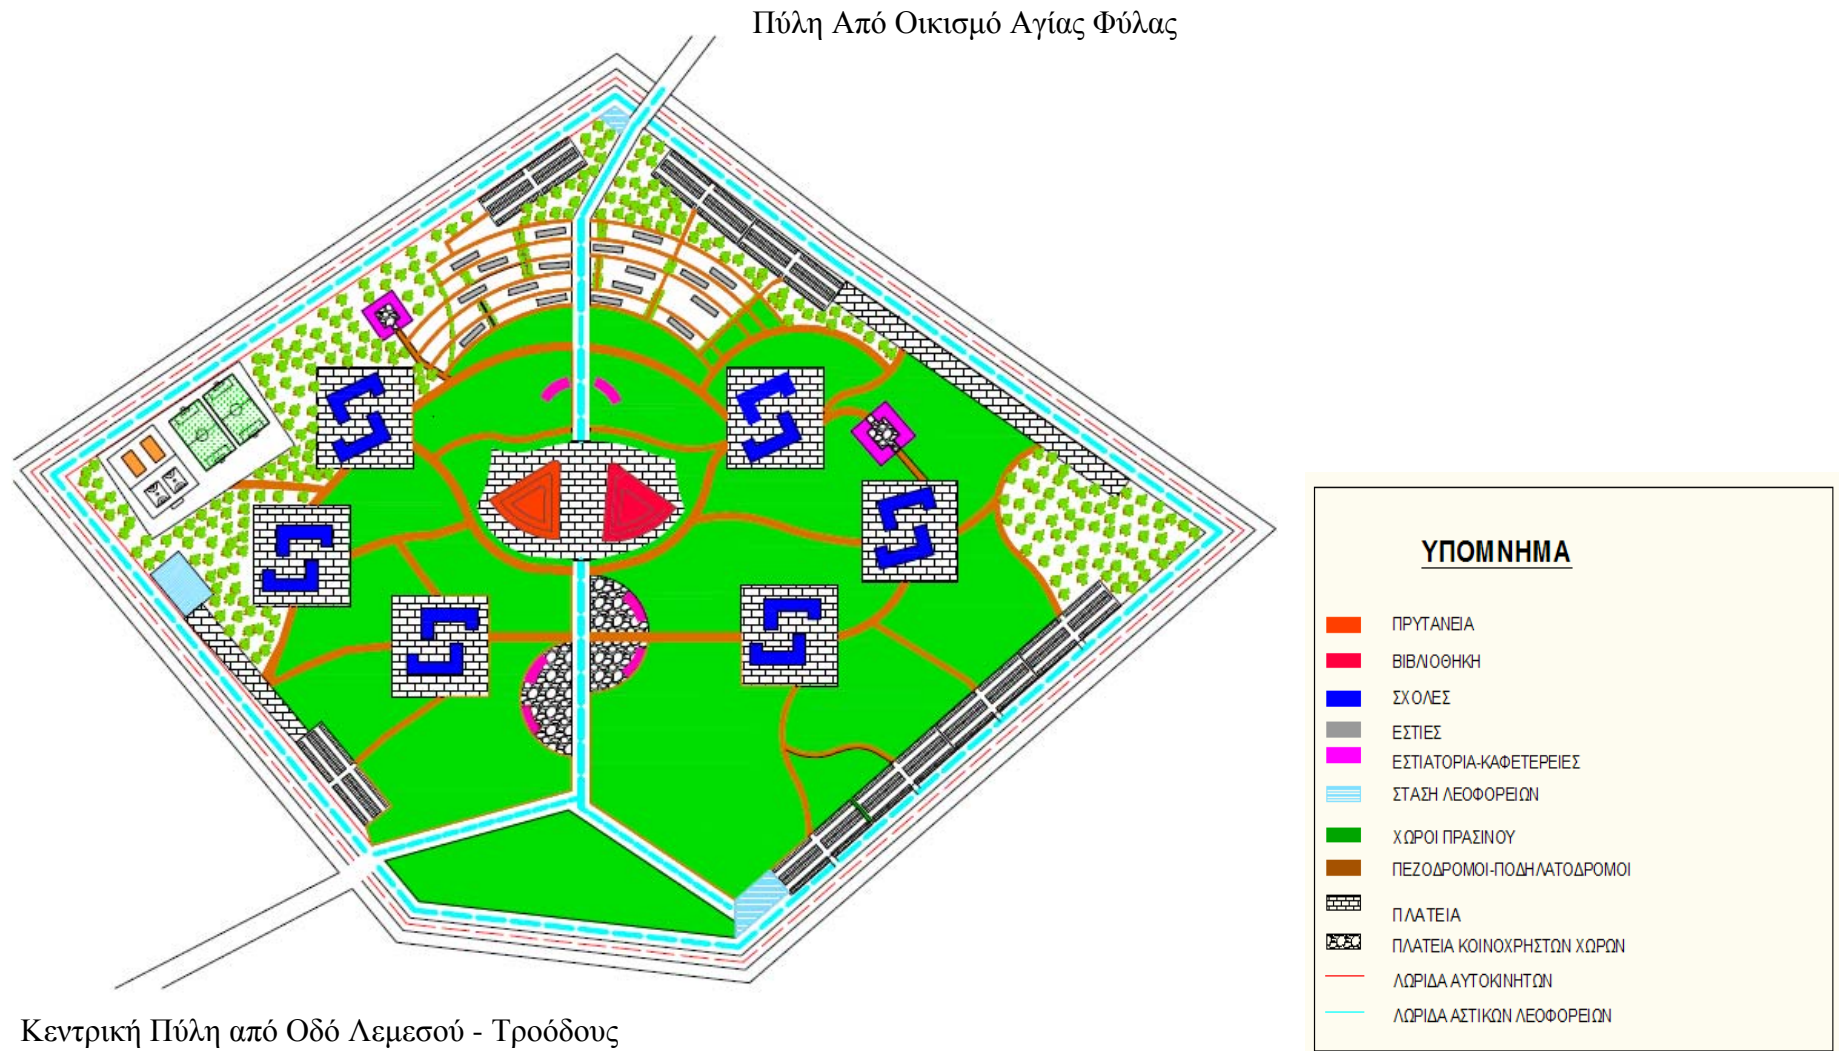 Πύλη Από Οικισμό Αγίας Φύλας
ΥΠΟΜΝΗΜΑ
ΠΡΥΤΑΝΕΙΑ
ΒΙΒΛΙΟΘΗΚΗ
ΣΧΟΛΕΣ
ΕΣΤΙΕΣ
ΕΣΤΙΑΤΟΡΙΑ-ΚΑΦΕΤΕΡΕΙΕΣ
ΣΤΑΣΗ ΛΕΟΦΟΡΕΙΩΝ
ΧΩΡΟΙ ΠΡΑΣΙΝΟΥ
ΠΕΖΟΔΡΟΜΟΙ-ΠΟΔΗΛΑΤΟΔΡΟΜΟΙ
ΠΛΑΤΕΙΑ
ΠΛΑΤΕΙΑ ΚΟΙΝΟΧΡΗΣΤΩΝ ΧΩΡΩΝ
ΛΩΡΙΔΑ ΑΥΤΟΚΙΝΗΤΩΝ
ΛΩΡΙΔΑ ΑΣΤΙΚΩΝ ΛΕΟΦΟΡΕΙΩΝ
Κεντρική Πύλη από Οδό Λεμεσού - Τροόδους